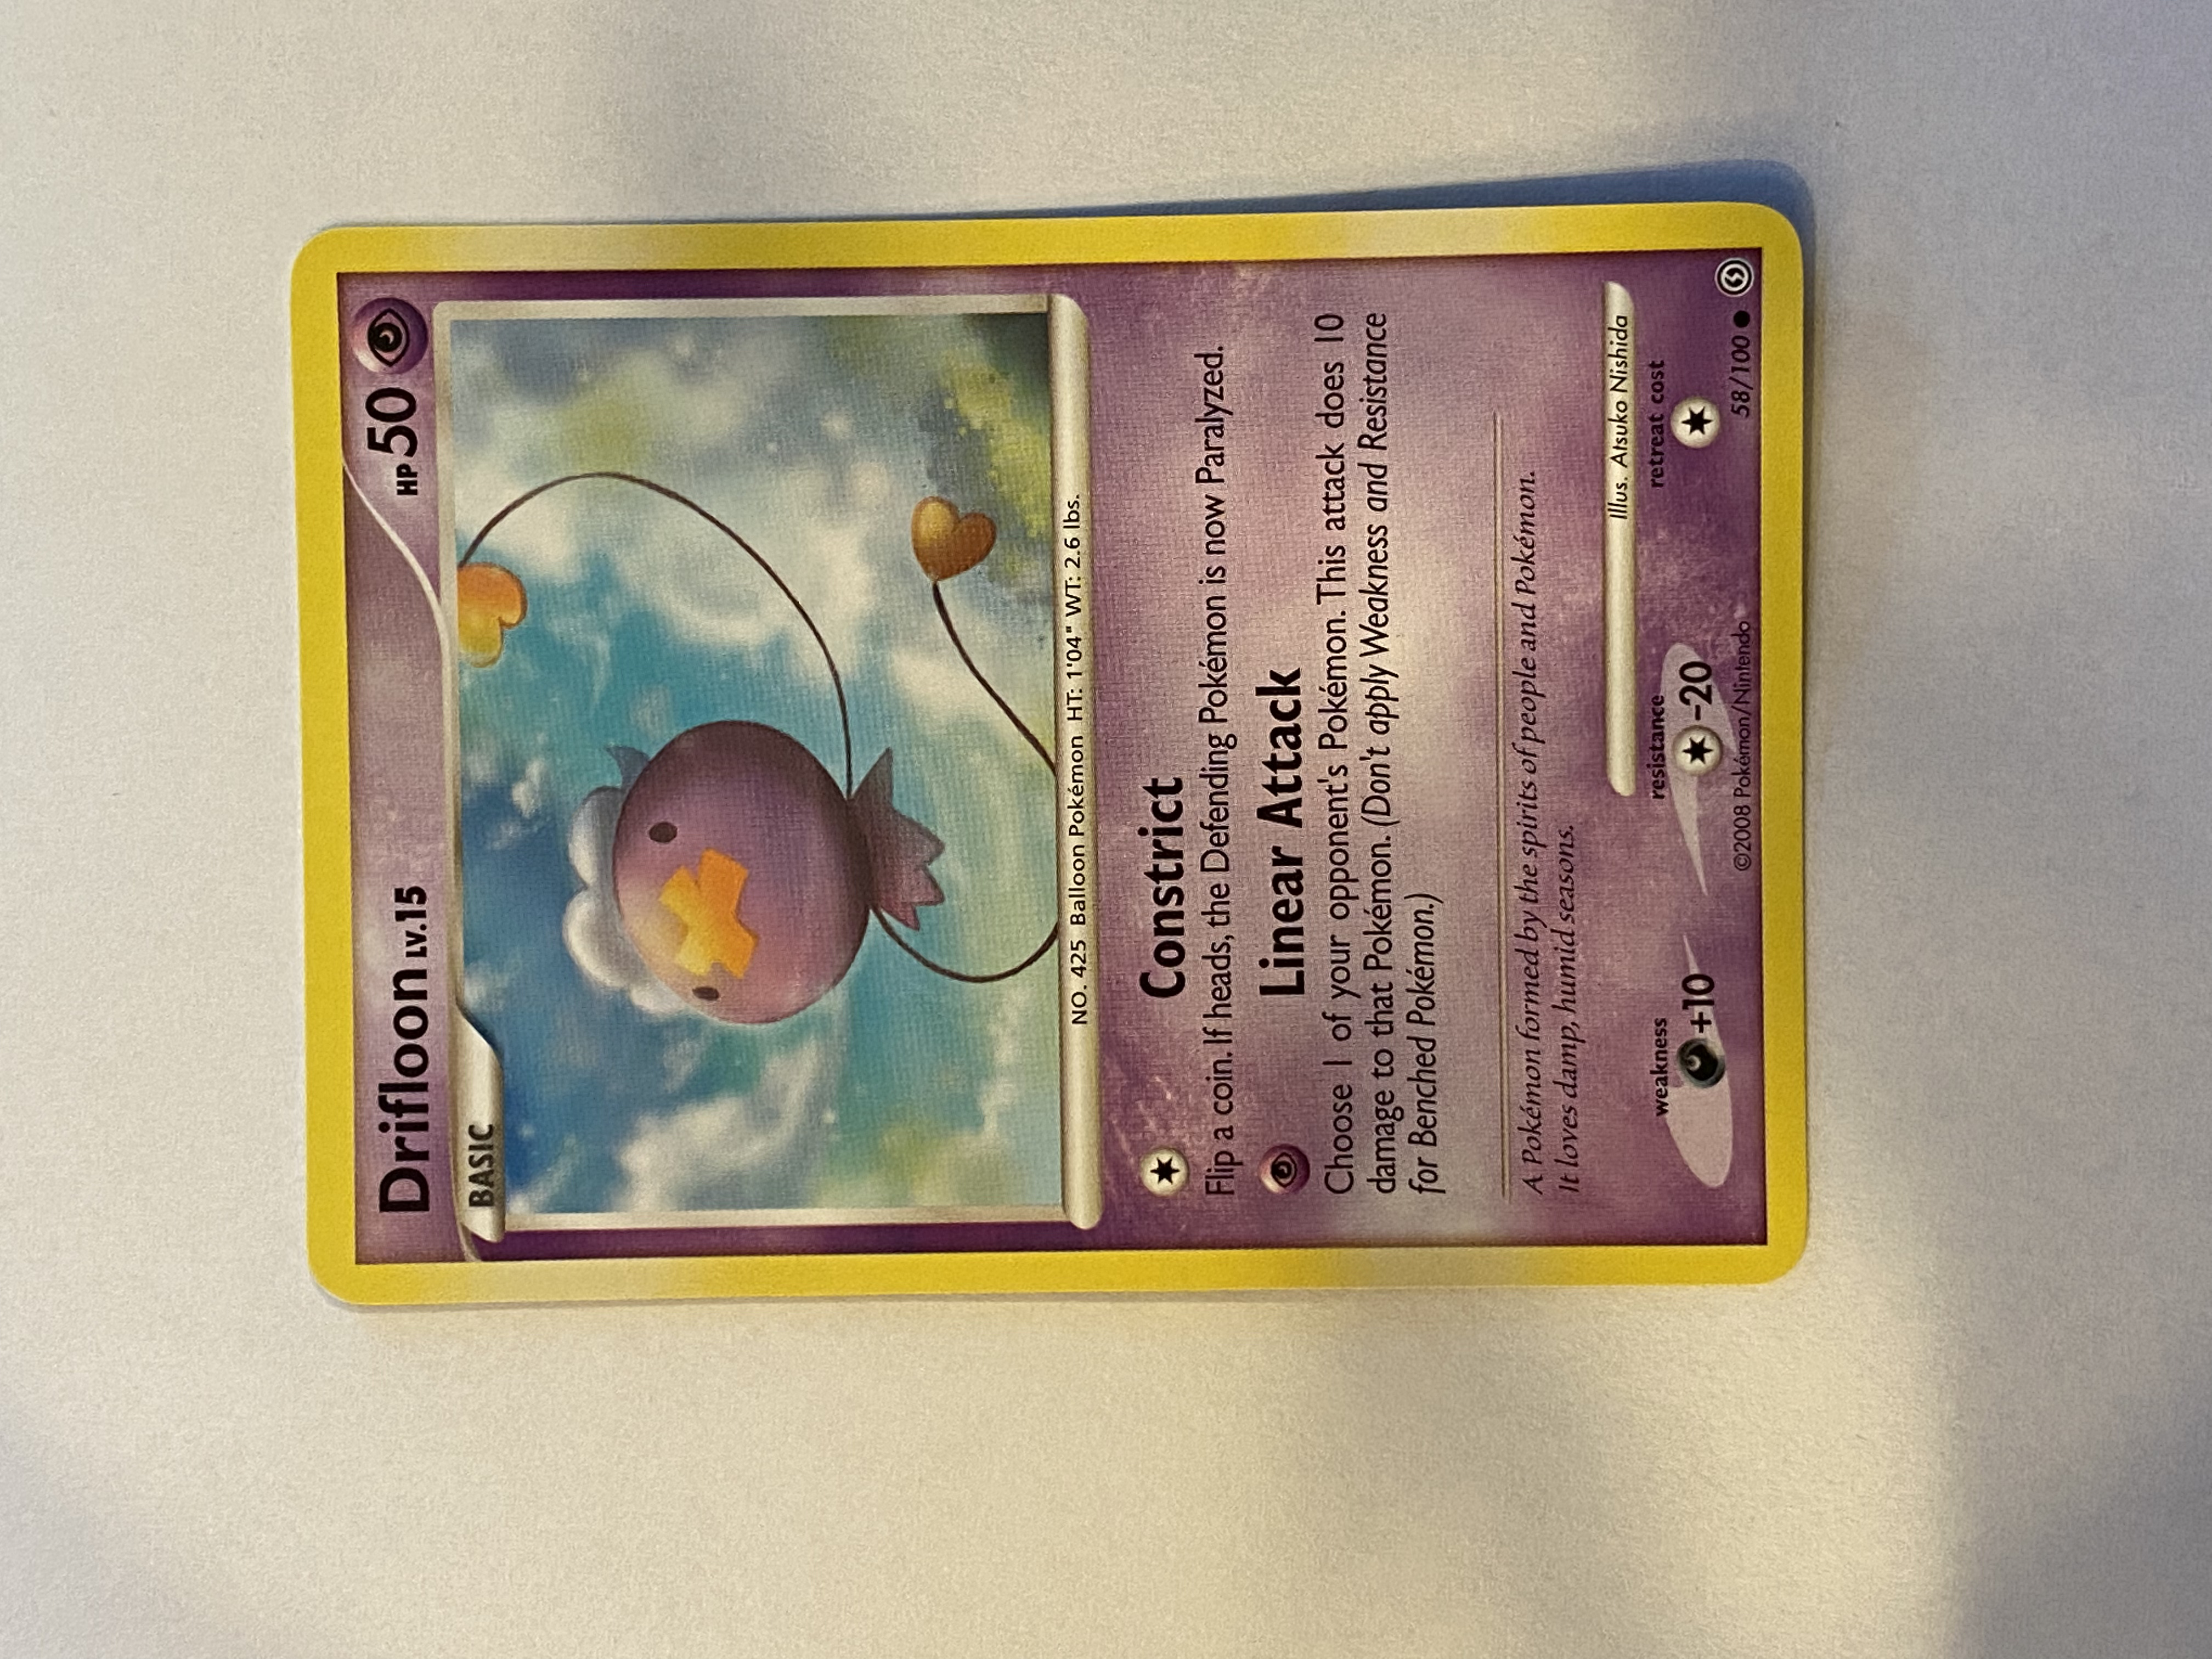 Drifloon LV.15
HP 50
BASIC
NO. 425 Balloon Pokémon HT: 1'04" WT: 2.6 lbs.
Constrict
Flip a coin. If heads, the Defending Pokémon is now Paralyzed.
Linear Attack
Choose 1 of your opponent's Pokémon. This attack does 10
damage to that Pokémon. (Don't apply Weakness and Resistance
for Benched Pokémon.)
A Pokémon formed by the spirits of people and Pokémon.
It loves damp, humid seasons.
Illus. Atsuko Nishida
weakness
+10
resistance
-20
retreat cost
©2008 Pokémon/Nintendo
58/100